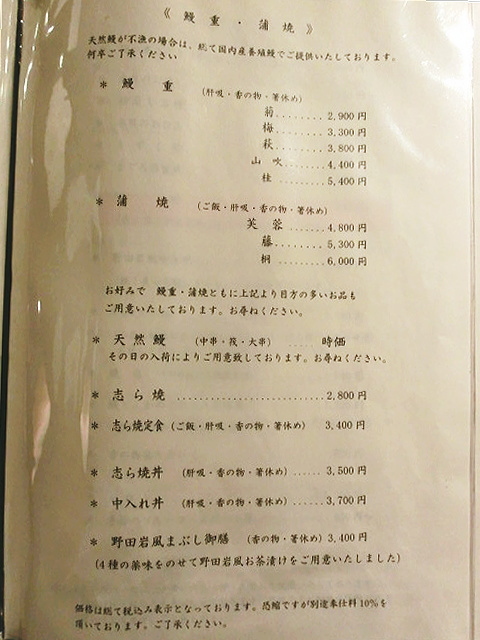 《 鰻 重 ・ 蒲 焼 》
天然鰻が不漁の場合は、総て国内産養殖鰻でご提供いたしております。
何卒ご了承ください
* 鰻 重 (肝吸・香の物・箸休め)
菊........ 2,900 円
梅........ 3,300 円
萩........ 3,800 円
山 吹...... 4,400 円
桂 ....... 5,400 円
* 蒲 焼 (ご飯・肝吸・香の物・箸休め)
芙 蓉 ....... 4,800 円
藤........ 5,300 円
桐 ....... 6,000 円
お好みで 鰻重・蒲焼ともに上記より目方の多いお品も
ご用意いたしております。お尋ねください。
* 天 然 鰻 (中串・筏・大串) ...... 時価
その日の入荷によりご用意致しております。お尋ねください。
* 志 ら 焼 ............................ 2,800 円
* 志ら焼定食 (ご飯・肝吸・香の物・箸休め) 3,400 円
* 志ら焼丼 (肝吸・香の物・箸休め) ...... 3,500 円
* 中入れ丼 (肝吸・香の物・箸休め) ...... 3,700 円
* 野田岩風まぶし御膳 (香の物・箸休め) 3,400 円
(4種の薬味をのせて野田岩風お茶漬けをご用意いたしました)
価格は総て税込み表示となっております。恐縮ですが別途奉仕料10%を
頂いております。ご了承ください。